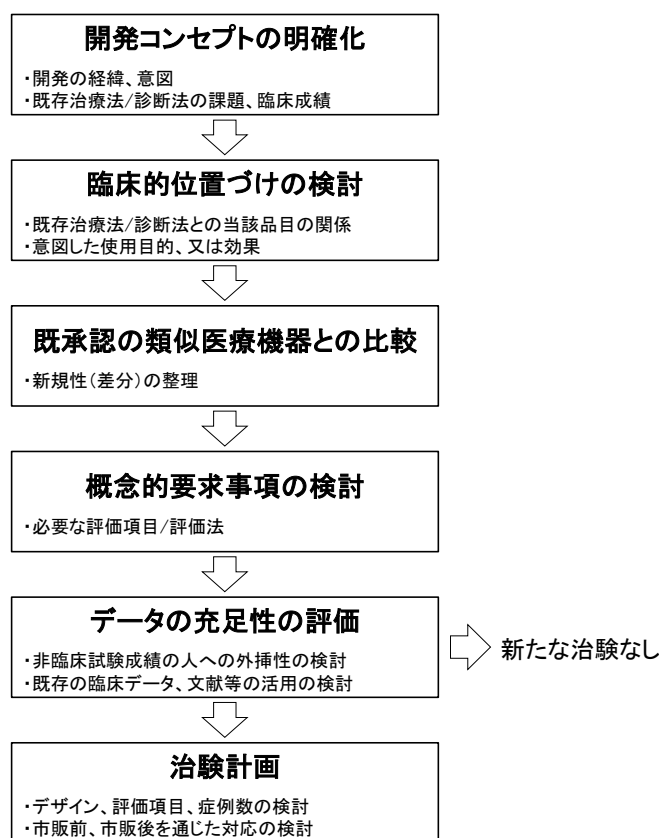 開発コンセプトの明確化
・開発の経緯、意図
・既存治療法/診断法の課題、臨床成績
臨床的位置づけの検討
・既存治療法/診断法との当該品目の関係
・意図した使用目的、又は効果
既承認の類似医療機器との比較
・新規性(差分)の整理
概念的要求事項の検討
・必要な評価項目/評価法
データの充足性の評価
・非臨床試験成績の人への外挿性の検討
・既存の臨床データ、文献等の活用の検討
新たな治験なし
治験計画
・デザイン、評価項目、症例数の検討
・市販前、市販後を通じた対応の検討